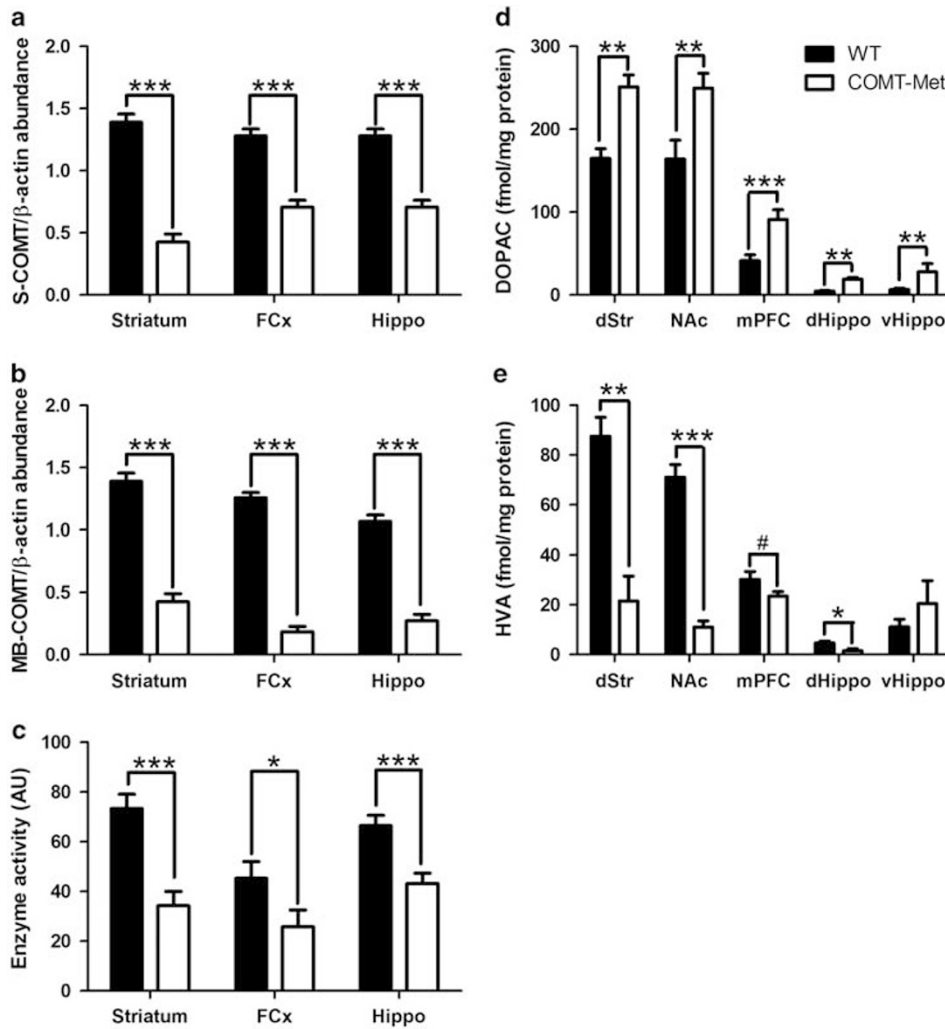 a
S-COMT/β-actin abundance
2.0
1.5
1.0
0.5
0.0
***
***
***
Striatum
FCx
Hippo
b
MB-COMT/β-actin abundance
2.0
1.5
1.0
0.5
0.0
***
***
***
Striatum
FCx
Hippo
c
Enzyme activity (AU)
100
80
60
40
20
0
***
*
***
Striatum
FCx
Hippo
d
DOPAC (fmol/mg protein)
300
200
100
0
**
**
***
**
**
WT
COMT-Met
dStr
NAc
mPFC
dHippo
vHippo
e
HVA (fmol/mg protein)
100
80
60
40
20
0
**
***
#
*
dStr
NAc
mPFC
dHippo
vHippo